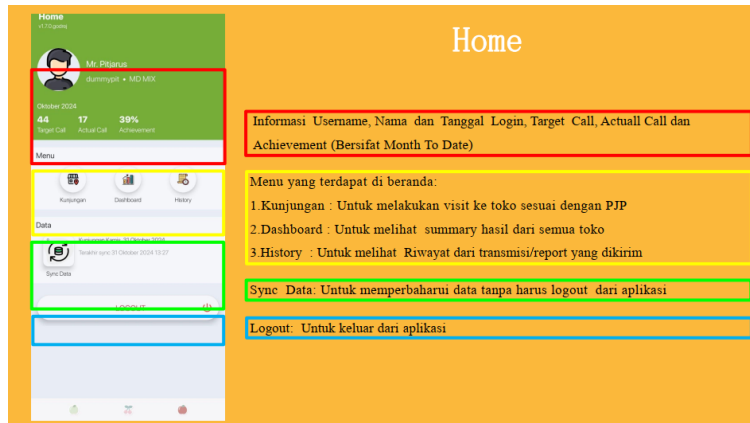 Home
Home
Mr. Pitjarus
dummypit • MD MIX
Oktober 2024
44 17 39%
Target Call Actual Call Achievement
Menu
Kunjungan Dashboard History
Data
Terakhir sync 31 Oktober 2024 13:27
Sync Data
LOGOUT
Informasi Username, Nama dan Tanggal Login, Target Call, Actuall Call dan
Achievement (Bersifat Month To Date)
Menu yang terdapat di beranda:
1.Kunjungan : Untuk melakukan visit ke toko sesuai dengan PJP
2.Dashboard : Untuk melihat summary hasil dari semua toko
3.History : Untuk melihat Riwayat dari transmisi/report yang dikirim
Sync Data: Untuk memperbaharui data tanpa harus logout dari aplikasi
Logout: Untuk keluar dari aplikasi